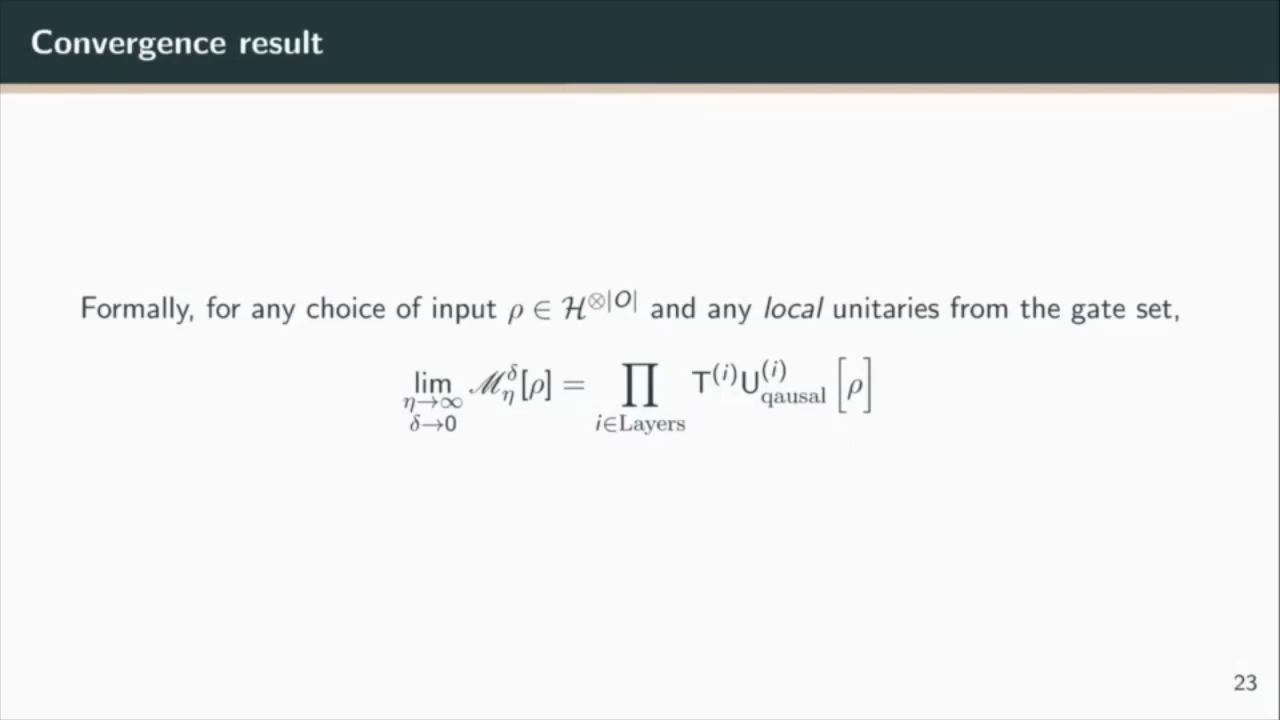 Convergence result
Formally, for any choice of input ρ ∈ ℋ^{⊗|O|} and any local unitaries from the gate set,
lim_{η→∞, δ→0} ℳ_η^δ[ρ] = ∏_{i∈Layers} T^{(i)} U_{qausal}^{(i)} [ρ]
23